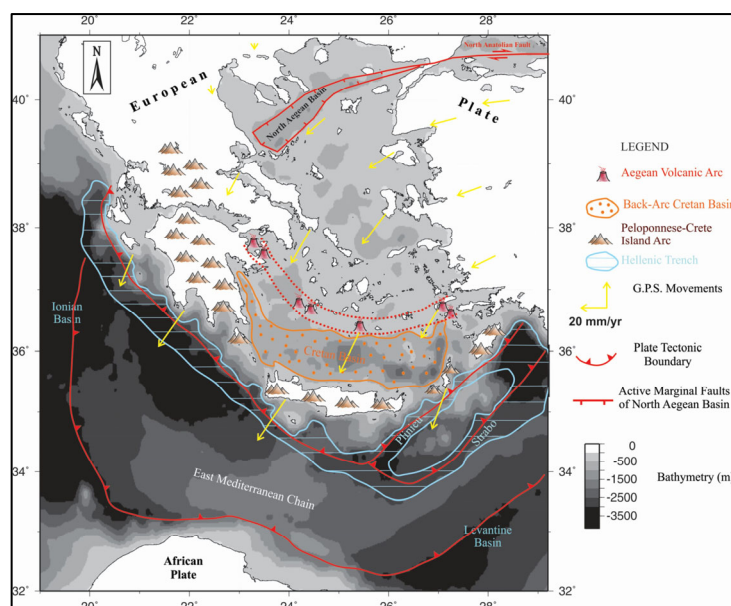 20°
22°
24°
26°
28°
N
North Anatolian Fault
European
Plate
North Aegean Basin
40°
38°
36°
34°
32°
40°
38°
36°
34°
32°
Ionian
Basin
Cretan Basin
Pliniea
Strabo
East Mediterranean Chain
Levantine
Basin
African
Plate
20°
22°
24°
26°
28°
LEGEND
Aegean Volcanic Arc
Back-Arc Cretan Basin
Peloponnese-Crete
Island Arc
Hellenic Trench
G.P.S. Movements
20 mm/yr
Plate Tectonic
Boundary
Active Marginal Faults
of North Aegean Basin
0
-500
-1500
-2500
-3500
Bathymetry (m)